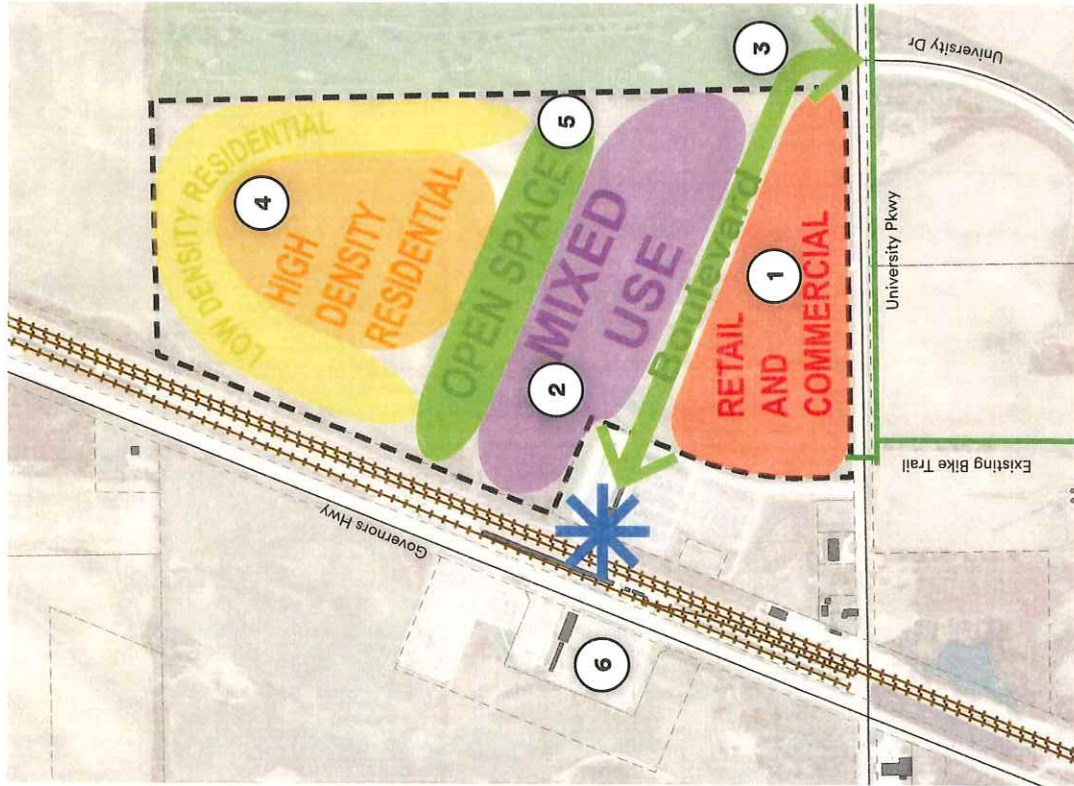 LOW DENSITY RESIDENTIAL
4
HIGH
DENSITY
RESIDENTIAL
OPEN SPACE
5
MIXED
USE
2
3
Boulevard
1
RETAIL
AND
COMMERCIAL
Governors Hwy
6
University Pkwy
University Dr
Existing Bike Trail